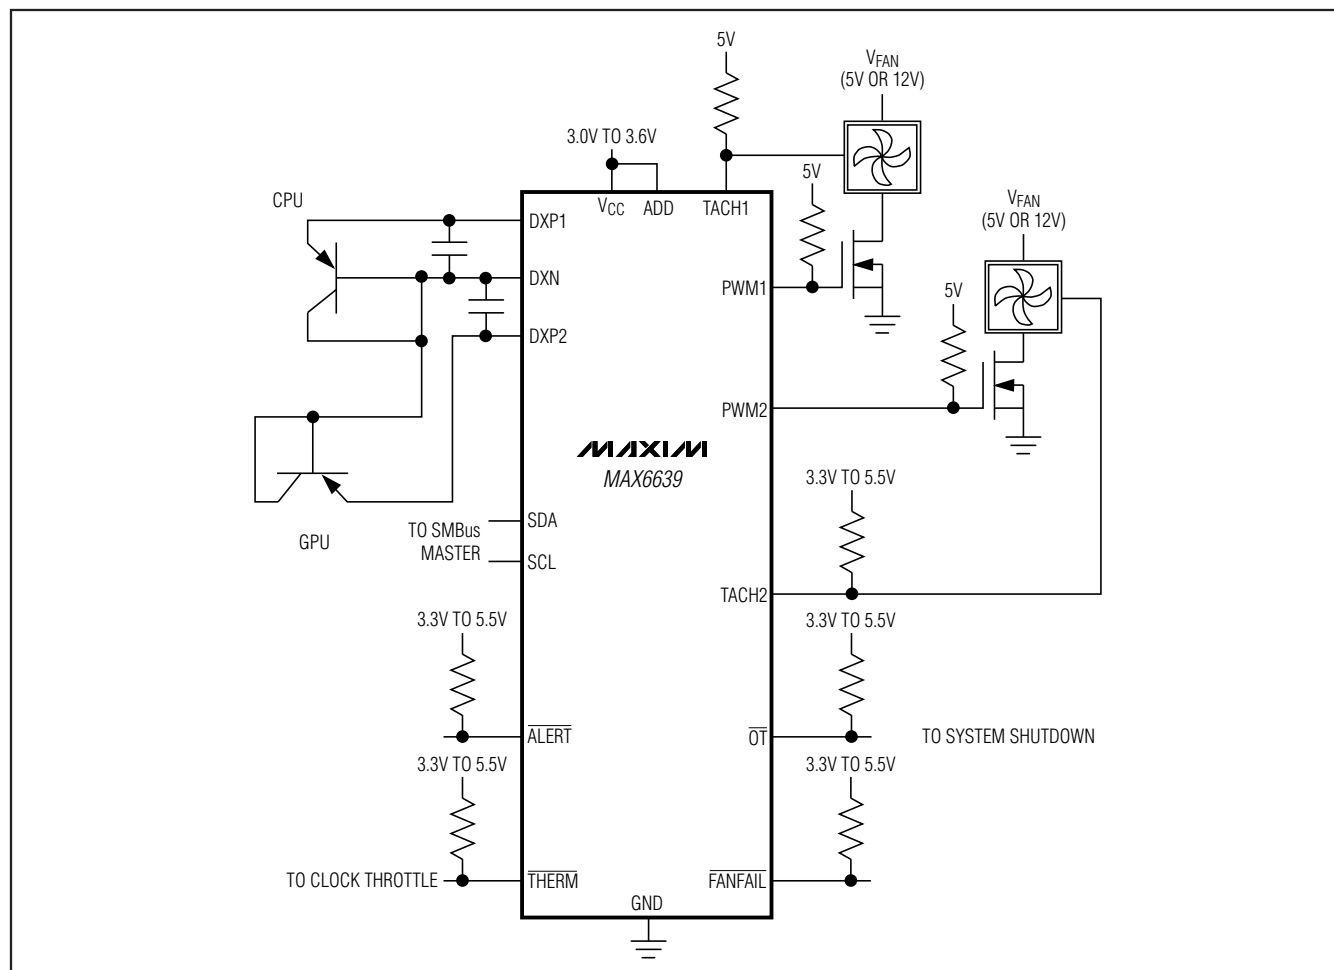 5V
VFAN
(5V OR 12V)
3.0V TO 3.6V
5V
VFAN
(5V OR 12V)
CPU
VCC
ADD
TACH1
DXP1
DXN
PWM1
5V
DXP2
PWM2
MAXIM
MAX6639
3.3V TO 5.5V
GPU
TO SMBus
MASTER
SDA
SCL
TACH2
3.3V TO 5.5V
3.3V TO 5.5V
ALERT
OT
TO SYSTEM SHUTDOWN
3.3V TO 5.5V
3.3V TO 5.5V
TO CLOCK THROTTLE
THERM
FANFAIL
GND